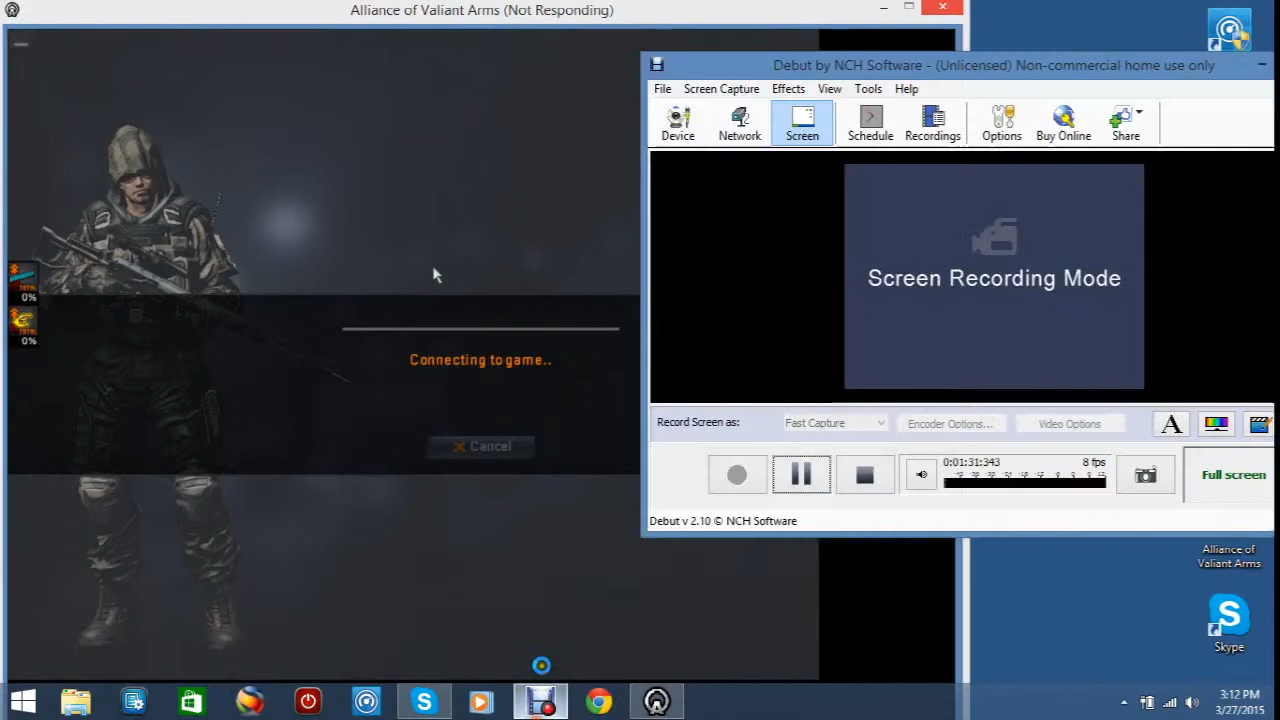 Alliance of Valiant Arms (Not Responding)
Debut by NCH Software - (Unlicensed) Non-commercial home use only
File Screen Capture Effects View Tools Help
Device Network Screen Schedule Recordings Options Buy Online Share
Screen Recording Mode
TOTAL
0%
TOTAL
0%
Connecting to game..
Cancel
Record Screen as: Fast Capture Encoder Options... Video Options
A
0:01:31:343 8 fps
Full screen
Debut v 2.10 © NCH Software
Alliance of
Valiant Arms
S
Skype
S
3:12 PM
3/27/2015